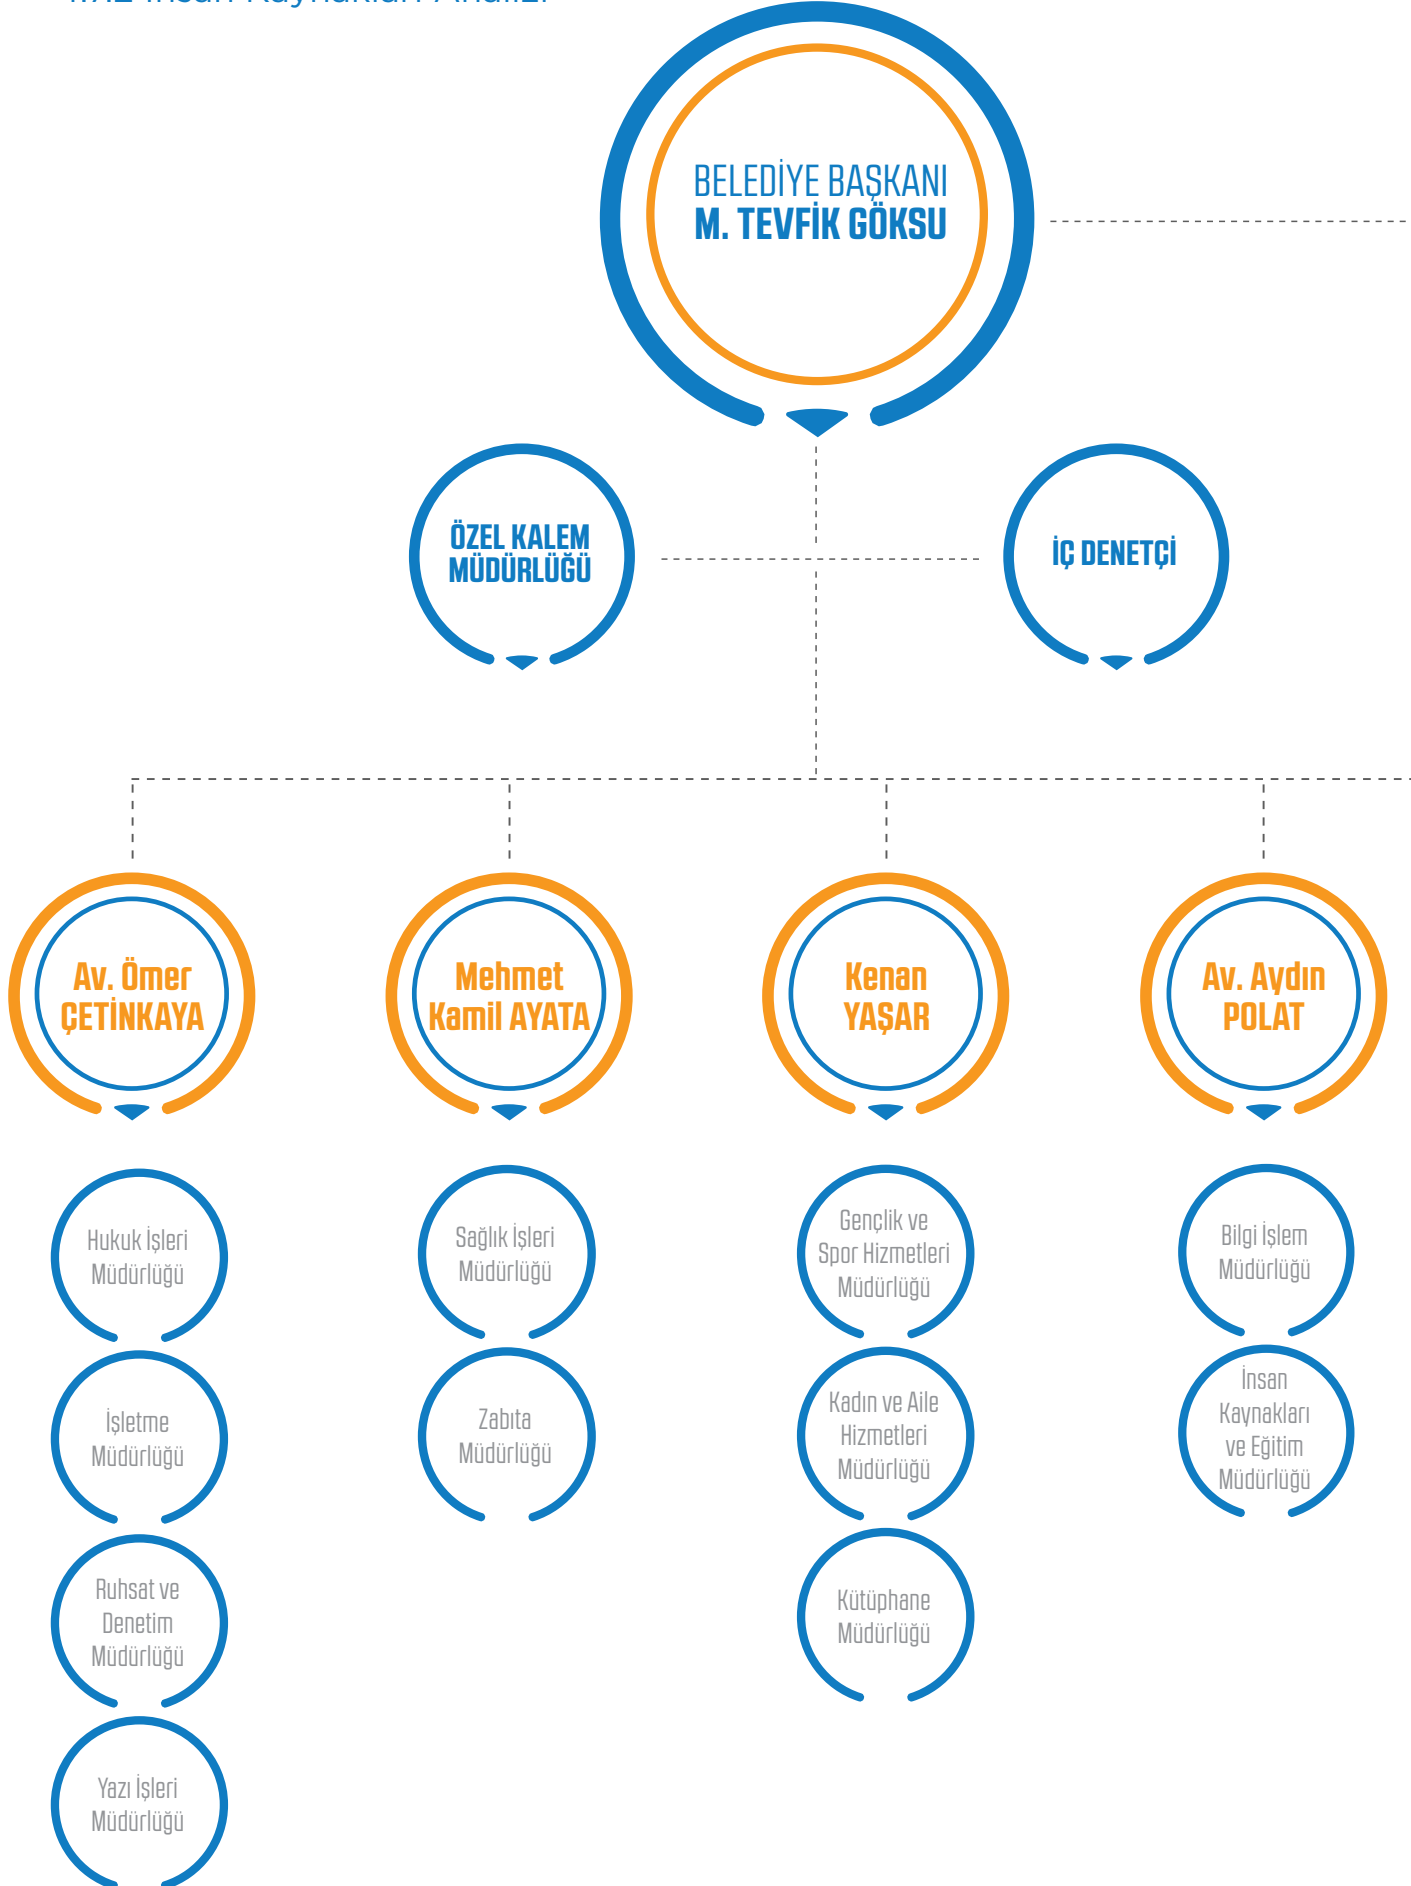 İnsan Kaynakları Analizi
BELEDİYE BAŞKANI
M. TEVFİK GÖKSU
ÖZEL KALEM
MÜDÜRLÜĞÜ
İÇ DENETÇİ
Av. Ömer
ÇETİNKAYA
Mehmet
Kamil AYATA
Kenan
YAŞAR
Av. Aydın
POLAT
Hukuk İşleri
Müdürlüğü
İşletme
Müdürlüğü
Ruhsat ve
Denetim
Müdürlüğü
Yazı İşleri
Müdürlüğü
Sağlık İşleri
Müdürlüğü
Zabıta
Müdürlüğü
Gençlik ve
Spor Hizmetleri
Müdürlüğü
Kadın ve Aile
Hizmetleri
Müdürlüğü
Kütüphane
Müdürlüğü
Bilgi İşlem
Müdürlüğü
İnsan
Kaynakları
ve Eğitim
Müdürlüğü